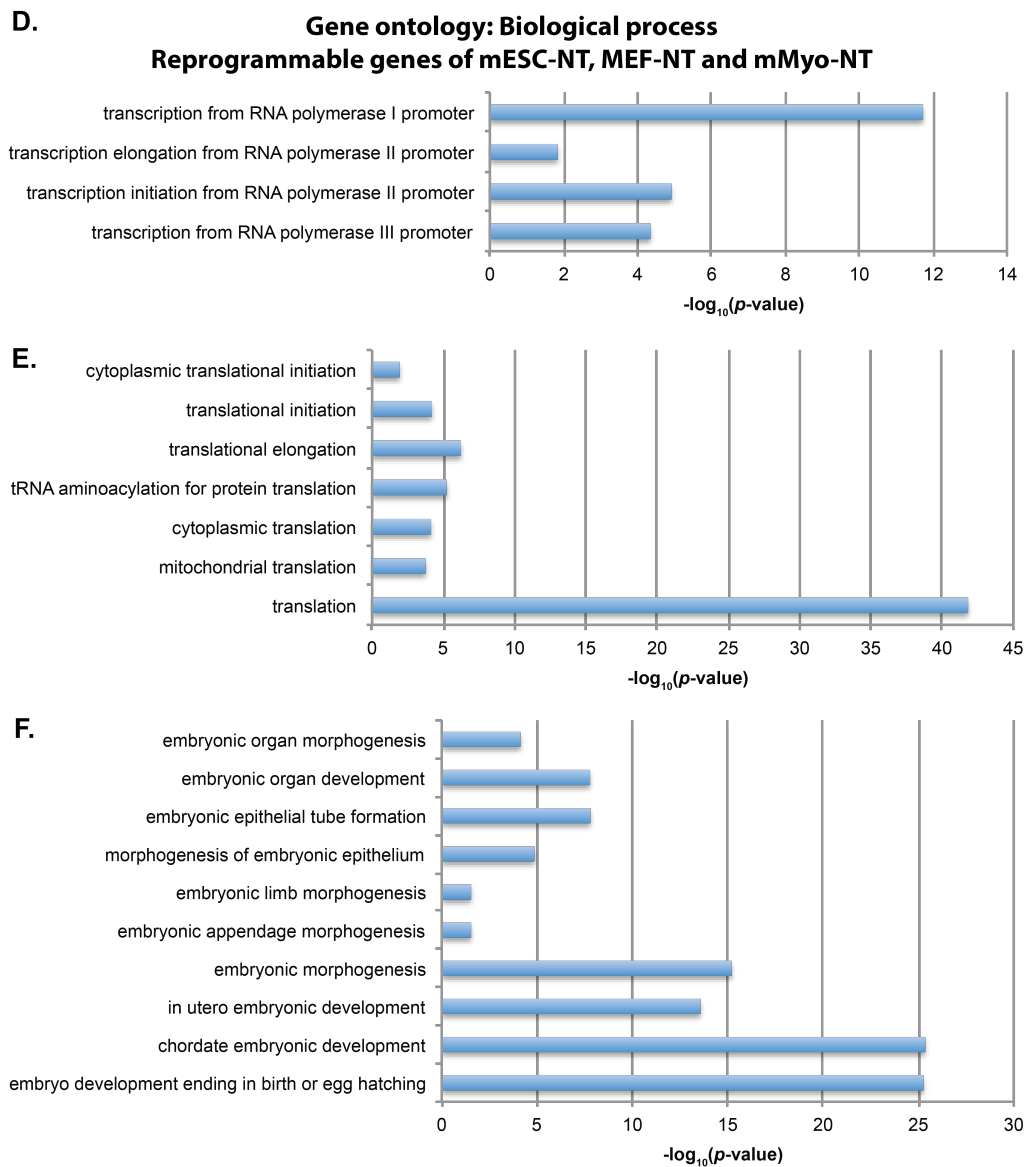 D.
Gene ontology: Biological process
Reprogrammable genes of mESC-NT, MEF-NT and mMyo-NT
transcription from RNA polymerase I promoter
transcription elongation from RNA polymerase II promoter
transcription initiation from RNA polymerase II promoter
transcription from RNA polymerase III promoter
0 2 4 6 8 10 12 14
-log10(p-value)
E.
cytoplasmic translational initiation
translational initiation
translational elongation
tRNA aminoacylation for protein translation
cytoplasmic translation
mitochondrial translation
translation
0 5 10 15 20 25 30 35 40 45
-log10(p-value)
F.
embryonic organ morphogenesis
embryonic organ development
embryonic epithelial tube formation
morphogenesis of embryonic epithelium
embryonic limb morphogenesis
embryonic appendage morphogenesis
embryonic morphogenesis
in utero embryonic development
chordate embryonic development
embryo development ending in birth or egg hatching
0 5 10 15 20 25 30
-log10(p-value)